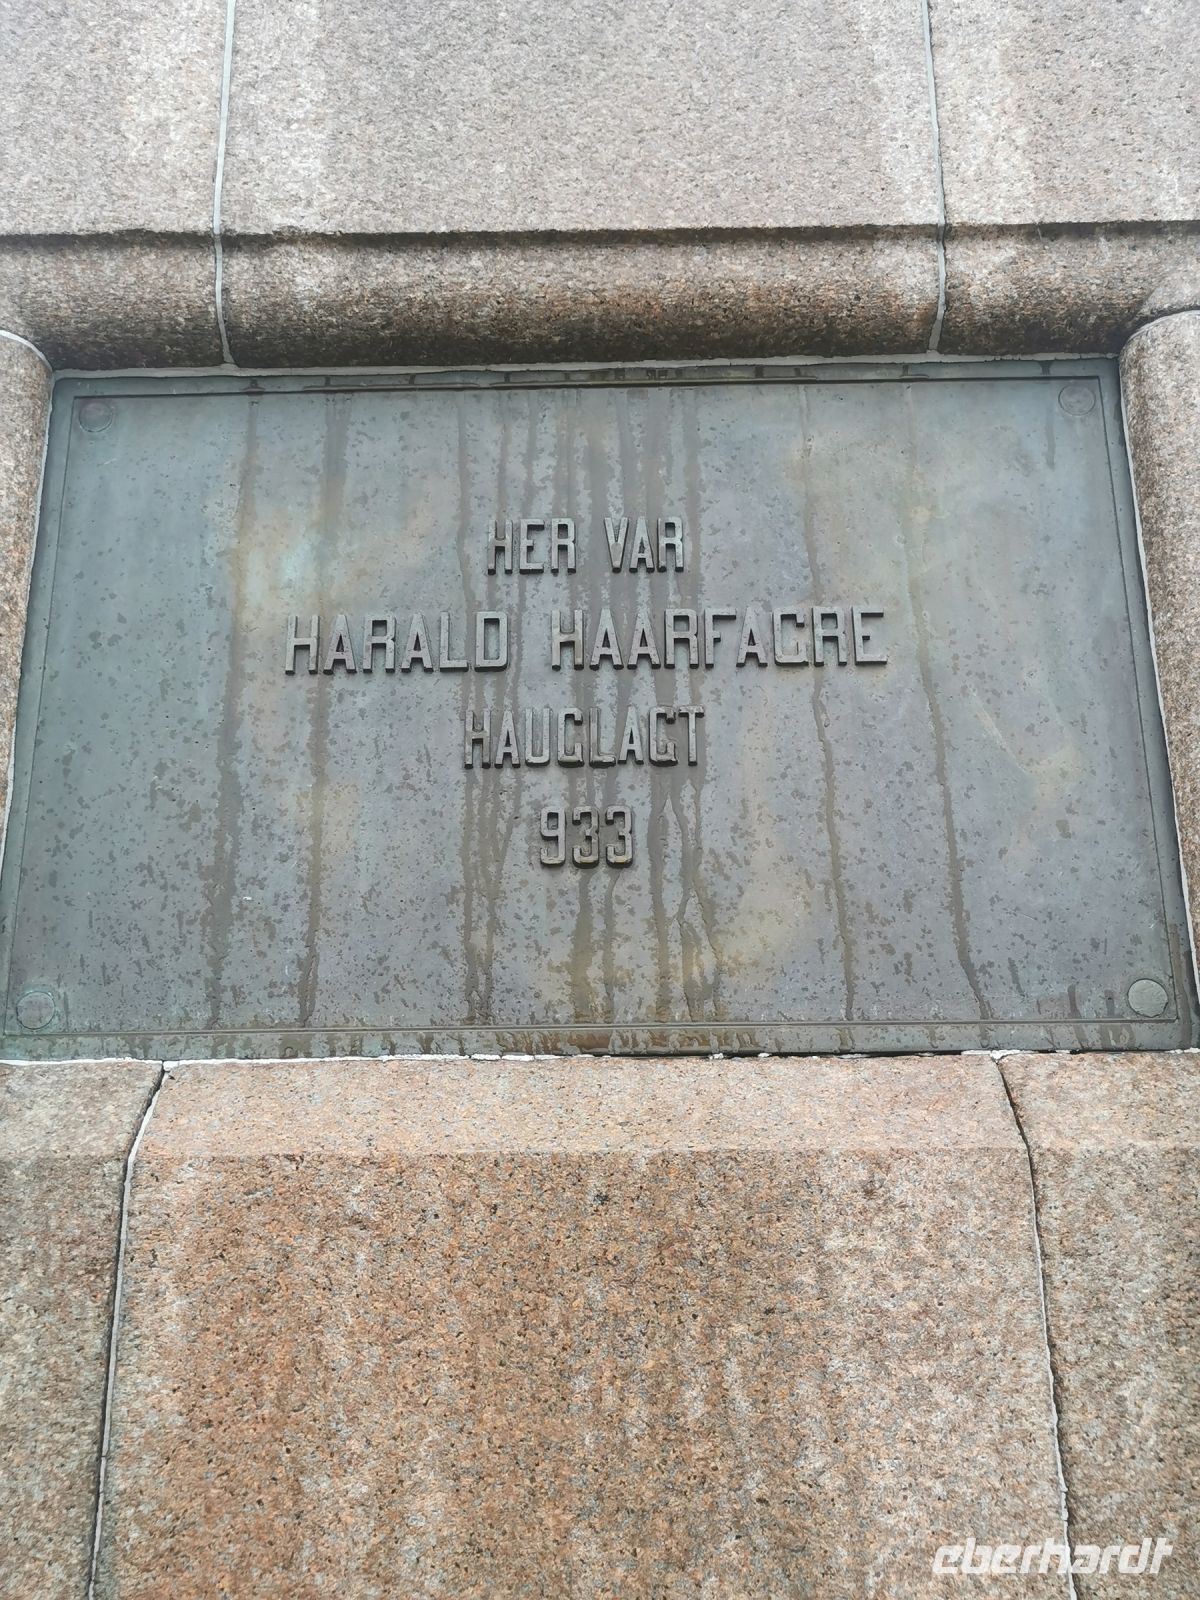 HER VAR
HARALD HAARFAGRE
HAUGLAGT
933
eberhardt